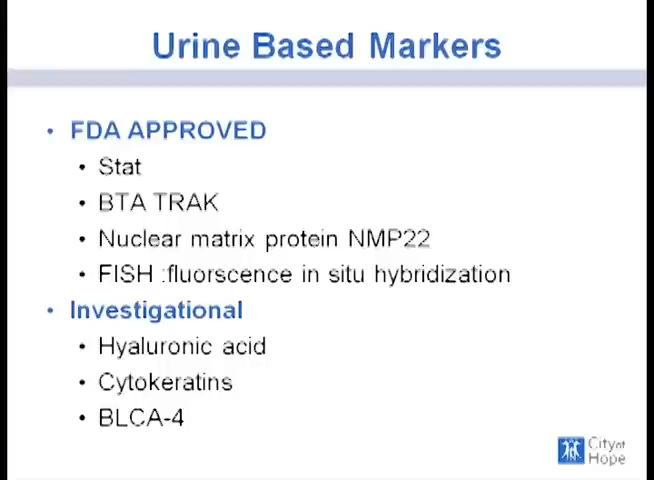 Urine Based Markers
• FDA APPROVED
• Stat
• BTA TRAK
• Nuclear matrix protein NMP22
• FISH :fluorscence in situ hybridization
• Investigational
• Hyaluronic acid
• Cytokeratins
• BLCA-4
City of
Hope